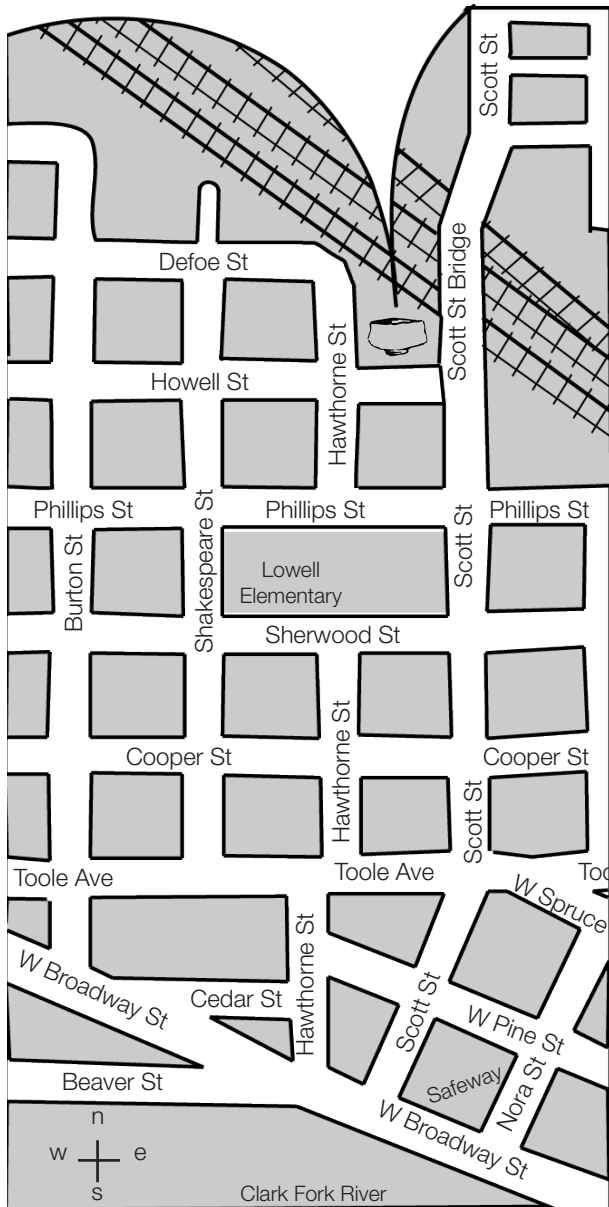 Scott St
Scott St Bridge
Defoe St
Hawthorne St
Howell St
Phillips St
Shakespeare St
Phillips St
Scott St
Phillips St
Burton St
Lowell
Elementary
Sherwood St
Hawthorne St
Cooper St
Cooper St
Scott St
Toole Ave
Toole Ave
Too
W Spruce
Hawthorne St
W Broadway St
Cedar St
Scott St
W Pine St
Nora St
Safeway
Beaver St
W Broadway St
n
w e
s
Clark Fork River